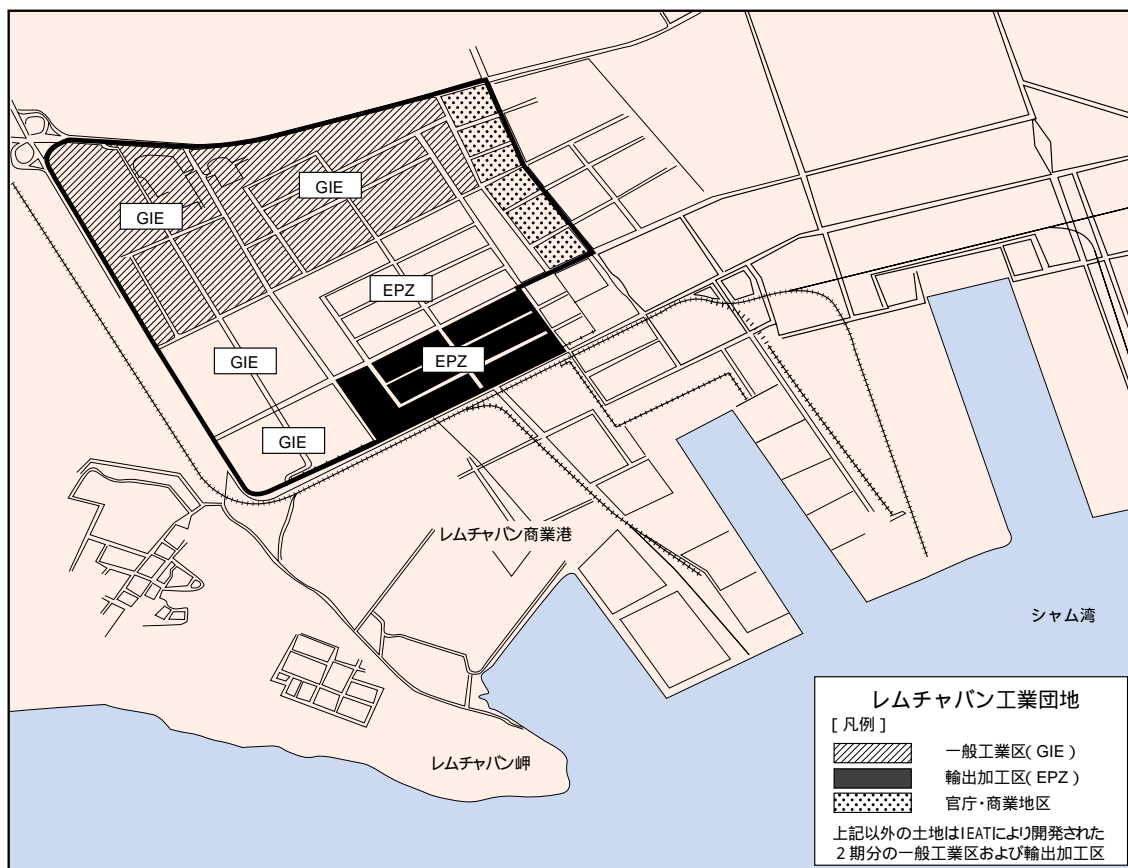 GIE
GIE
EPZ
GIE
EPZ
GIE
レムチャバン商業港
シャム湾
レムチャバン岬
レムチャバン工業団地
[ 凡例 ]
一般工業区( GIE )
輸出加工区( EPZ )
官庁・商業地区
上記以外の土地はIEATにより開発された
2期分の一般工業区および輸出加工区